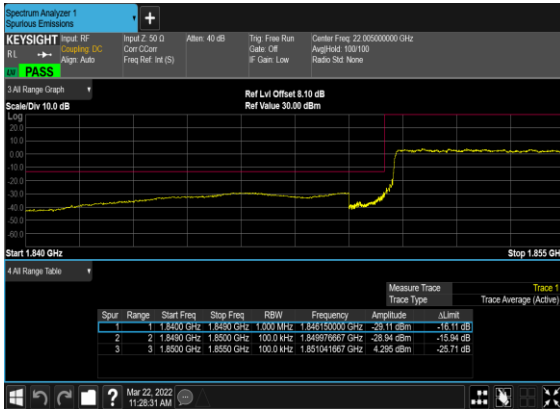 Spectrum Analyzer 1
Spurious Emissions
KEYSIGHT
RL
LXI PASS
Input: RF
Coupling: DC
Align: Auto
Input Z: 50 Ω
Corr CCorr
Freq Ref: Int (S)
Atten: 40 dB
Trig: Free Run
Gate: Off
IF Gain: Low
Center Freq: 22.005000000 GHz
Avg|Hold: 100/100
Radio Std: None
3 All Range Graph
Scale/Div 10.0 dB
Ref Lvl Offset 8.10 dB
Ref Value 30.00 dBm
Log
20.0
10.0
0.00
-10.0
-20.0
-30.0
-40.0
-50.0
-60.0
Start 1.840 GHz
Stop 1.855 GH
4 All Range Table
Measure Trace Trace 1
Trace Type Trace Average (Active)
Spur Range Start Freq Stop Freq RBW Frequency Amplitude ΔLimit
1 1 1.8400 GHz 1.8490 GHz 1.000 MHz 1.846150000 GHz -29.11 dBm -16.11 dB
2 2 1.8490 GHz 1.8500 GHz 100.0 kHz 1.849976667 GHz -28.94 dBm -15.94 dB
3 3 1.8500 GHz 1.8550 GHz 100.0 kHz 1.851041667 GHz 4.295 dBm -25.71 dB
Mar 22, 2022
11:28:31 AM